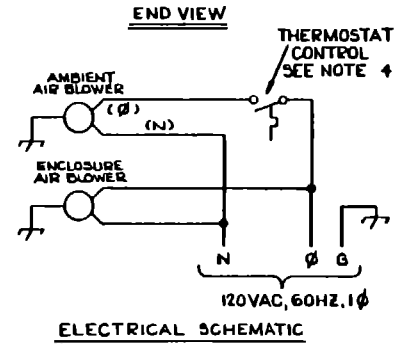 END VIEW
THERMOSTAT
CONTROL
SEE NOTE 4
AMBIENT
AIR BLOWER
(Ø)
(N)
ENCLOSURE
AIR BLOWER
N Ø G
120VAC, 60HZ, 1Ø
ELECTRICAL SCHEMATIC